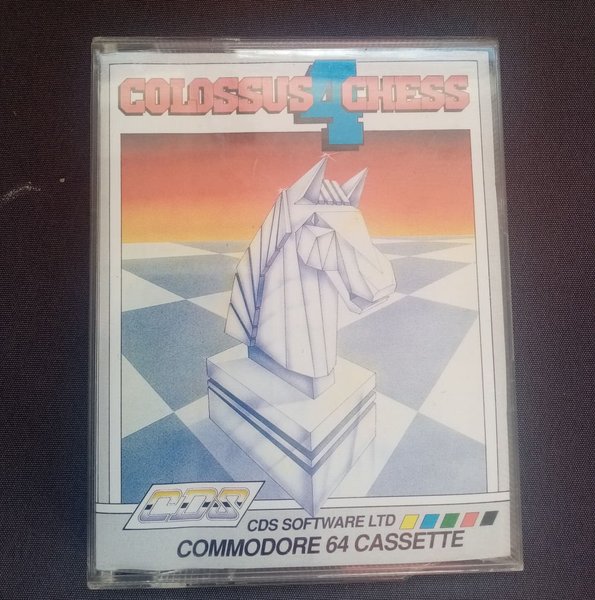 COLOSSUS 4 CHESS
CDS
CDS SOFTWARE LTD
COMMODORE 64 CASSETTE